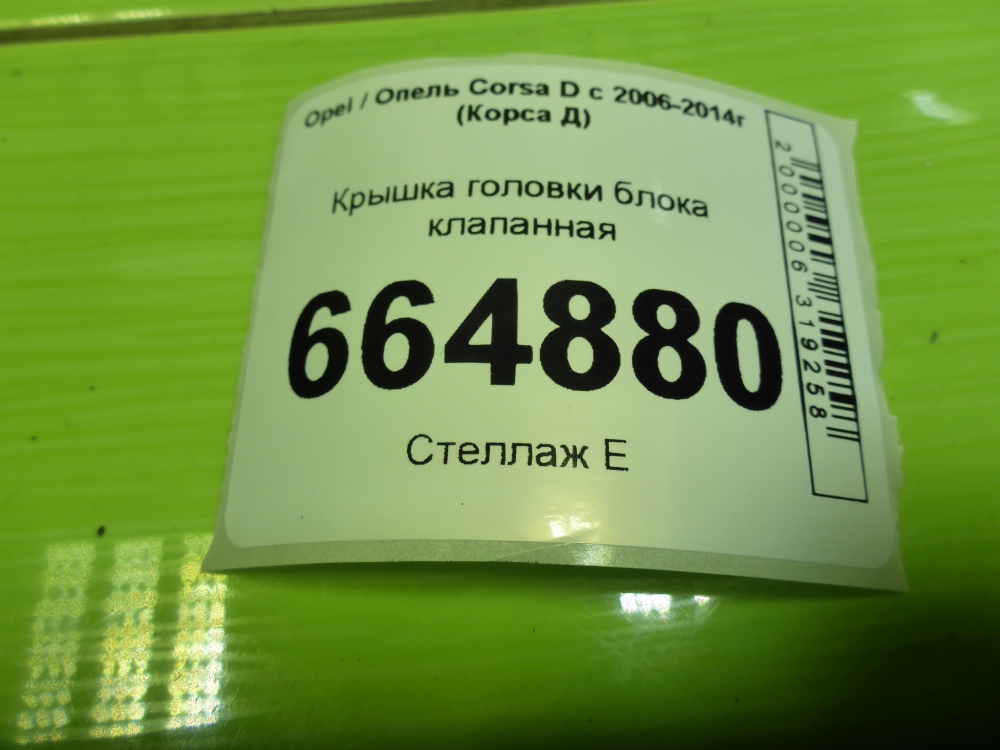 Opel / Опель Corsa D с 2006-2014г
(Корса Д)
Крышка головки блока
клапанная
664880
Стеллаж Е
2000006319258